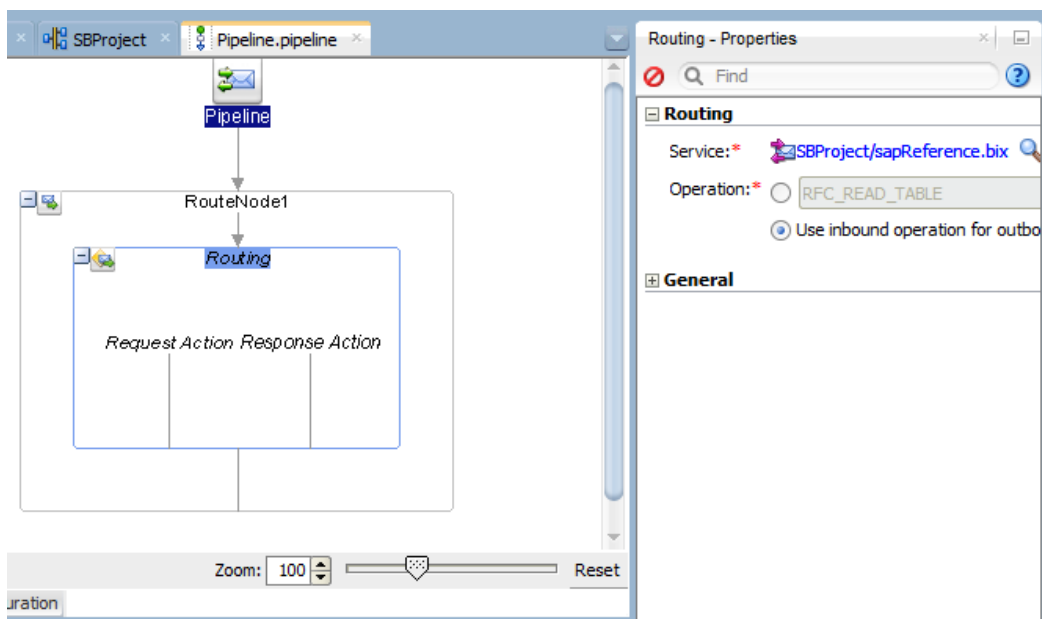 SBProject
Pipeline.pipeline
Pipeline
RouteNode1
Routing
Request Action Response Action
Zoom: 100
Reset
uration
Routing - Properties
Find
Routing
Service:* SBProject/sapReference.bix
Operation:* RFC_READ_TABLE
Use inbound operation for outbo
General